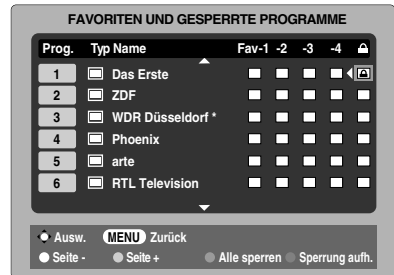 FAVORITEN UND GESPERRTE PROGRAMME
Prog. Typ Name Fav-1 -2 -3 -4
1 Das Erste
2 ZDF
3 WDR Düsseldorf *
4 Phoenix
5 arte
6 RTL Television
Ausw. MENU Zurück
Seite - Seite + Alle sperren Sperrung aufh.